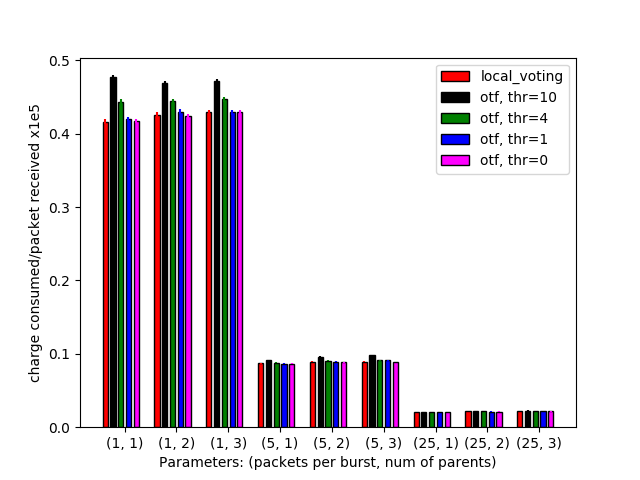 0.5
0.4
0.3
0.2
0.1
0.0
charge consumed/packet received x1e5
local_voting
otf, thr=10
otf, thr=4
otf, thr=1
otf, thr=0
(1, 1) (1, 2) (1, 3) (5, 1) (5, 2) (5, 3) (25, 1) (25, 2) (25, 3)
Parameters: (packets per burst, num of parents)